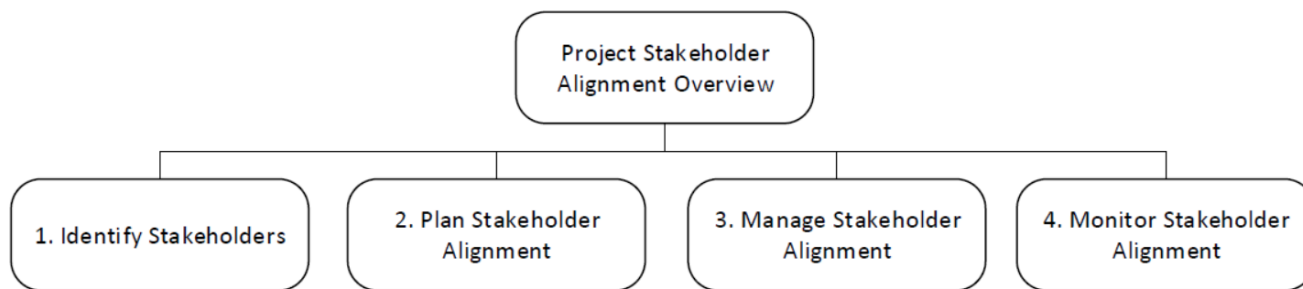 Project Stakeholder
Alignment Overview
1. Identify Stakeholders
2. Plan Stakeholder
Alignment
3. Manage Stakeholder
Alignment
4. Monitor Stakeholder
Alignment